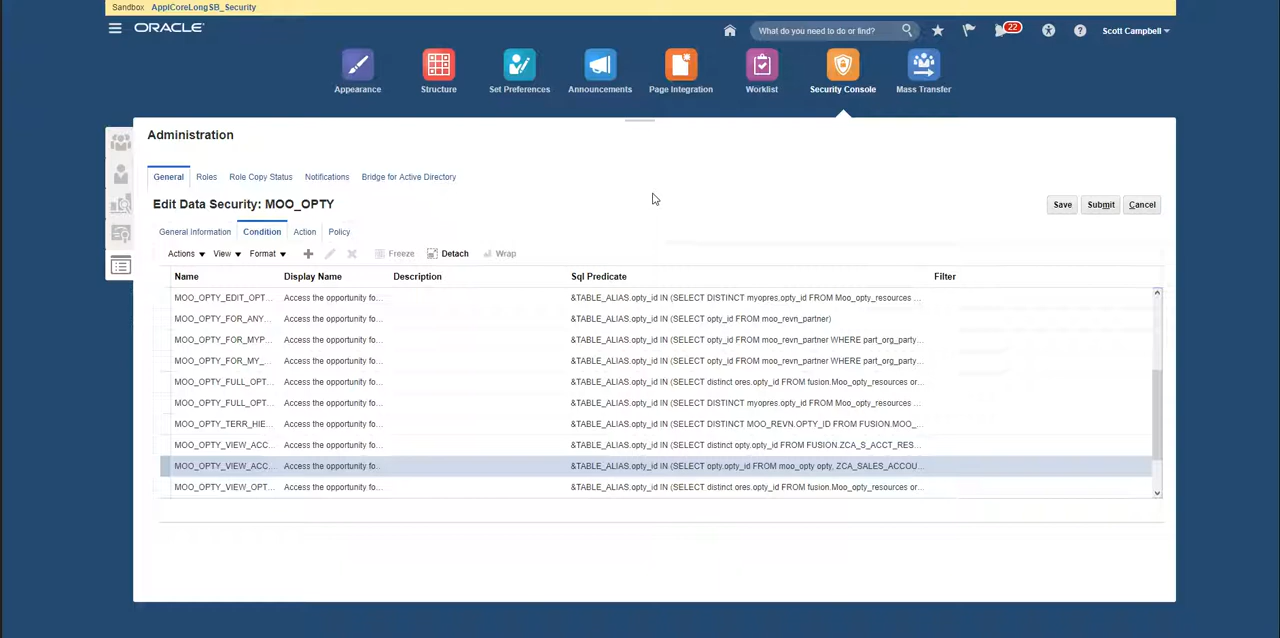 Sandbox ApplCoreLongSB_Security
ORACLE
What do you need to do or find?
22
Scott Campbell
Appearance Structure Set Preferences Announcements Page Integration Worklist Security Console Mass Transfer
Administration
General Roles Role Copy Status Notifications Bridge for Active Directory
Edit Data Security: MOO_OPTY
Save Submit Cancel
General Information Condition Action Policy
Actions View Format Freeze Detach Wrap
Name Display Name Description Sql Predicate Filter
MOO_OPTY_EDIT_OPT... Access the opportunity fo... &TABLE_ALIAS.opty_id IN (SELECT DISTINCT myopres.opty_id FROM Moo_opty_resources ...
MOO_OPTY_FOR_ANY... Access the opportunity fo... &TABLE_ALIAS.opty_id IN (SELECT opty_id FROM moo_revn_partner)
MOO_OPTY_FOR_MYP... Access the opportunity fo... &TABLE_ALIAS.opty_id IN (SELECT opty_id FROM moo_revn_partner WHERE part_org_party...
MOO_OPTY_FOR_MY_... Access the opportunity fo... &TABLE_ALIAS.opty_id IN (SELECT opty_id FROM moo_revn_partner WHERE part_org_party...
MOO_OPTY_FULL_OPT... Access the opportunity fo... &TABLE_ALIAS.opty_id IN (SELECT distinct ores.opty_id FROM fusion.Moo_opty_resources or...
MOO_OPTY_FULL_OPT... Access the opportunity fo... &TABLE_ALIAS.opty_id IN (SELECT DISTINCT myopres.opty_id FROM Moo_opty_resources ...
MOO_OPTY_TERR_HIE... Access the opportunity fo... &TABLE_ALIAS.opty_id IN (SELECT DISTINCT MOO_REVN.OPTY_ID FROM FUSION.MOO_...
MOO_OPTY_VIEW_ACC... Access the opportunity fo... &TABLE_ALIAS.opty_id IN (SELECT distinct opty.opty_id FROM FUSION.ZCA_S_ACCT_RES...
MOO_OPTY_VIEW_ACC... Access the opportunity fo... &TABLE_ALIAS.opty_id IN (SELECT opty.opty_id FROM moo_opty opty, ZCA_SALES_ACCOU...
MOO_OPTY_VIEW_OPT... Access the opportunity fo... &TABLE_ALIAS.opty_id IN (SELECT distinct ores.opty_id FROM fusion.Moo_opty_resources or...